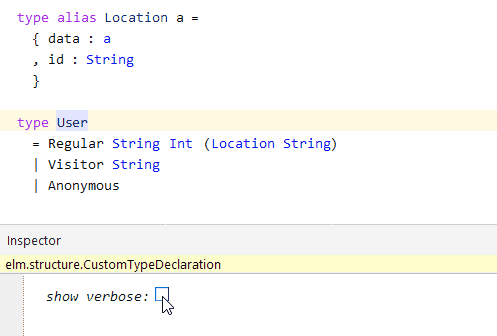 type alias Location a =
{ data : a
, id : String
}
type User
= Regular String Int (Location String)
| Visitor String
| Anonymous
Inspector
elm.structure.CustomTypeDeclaration
show verbose: